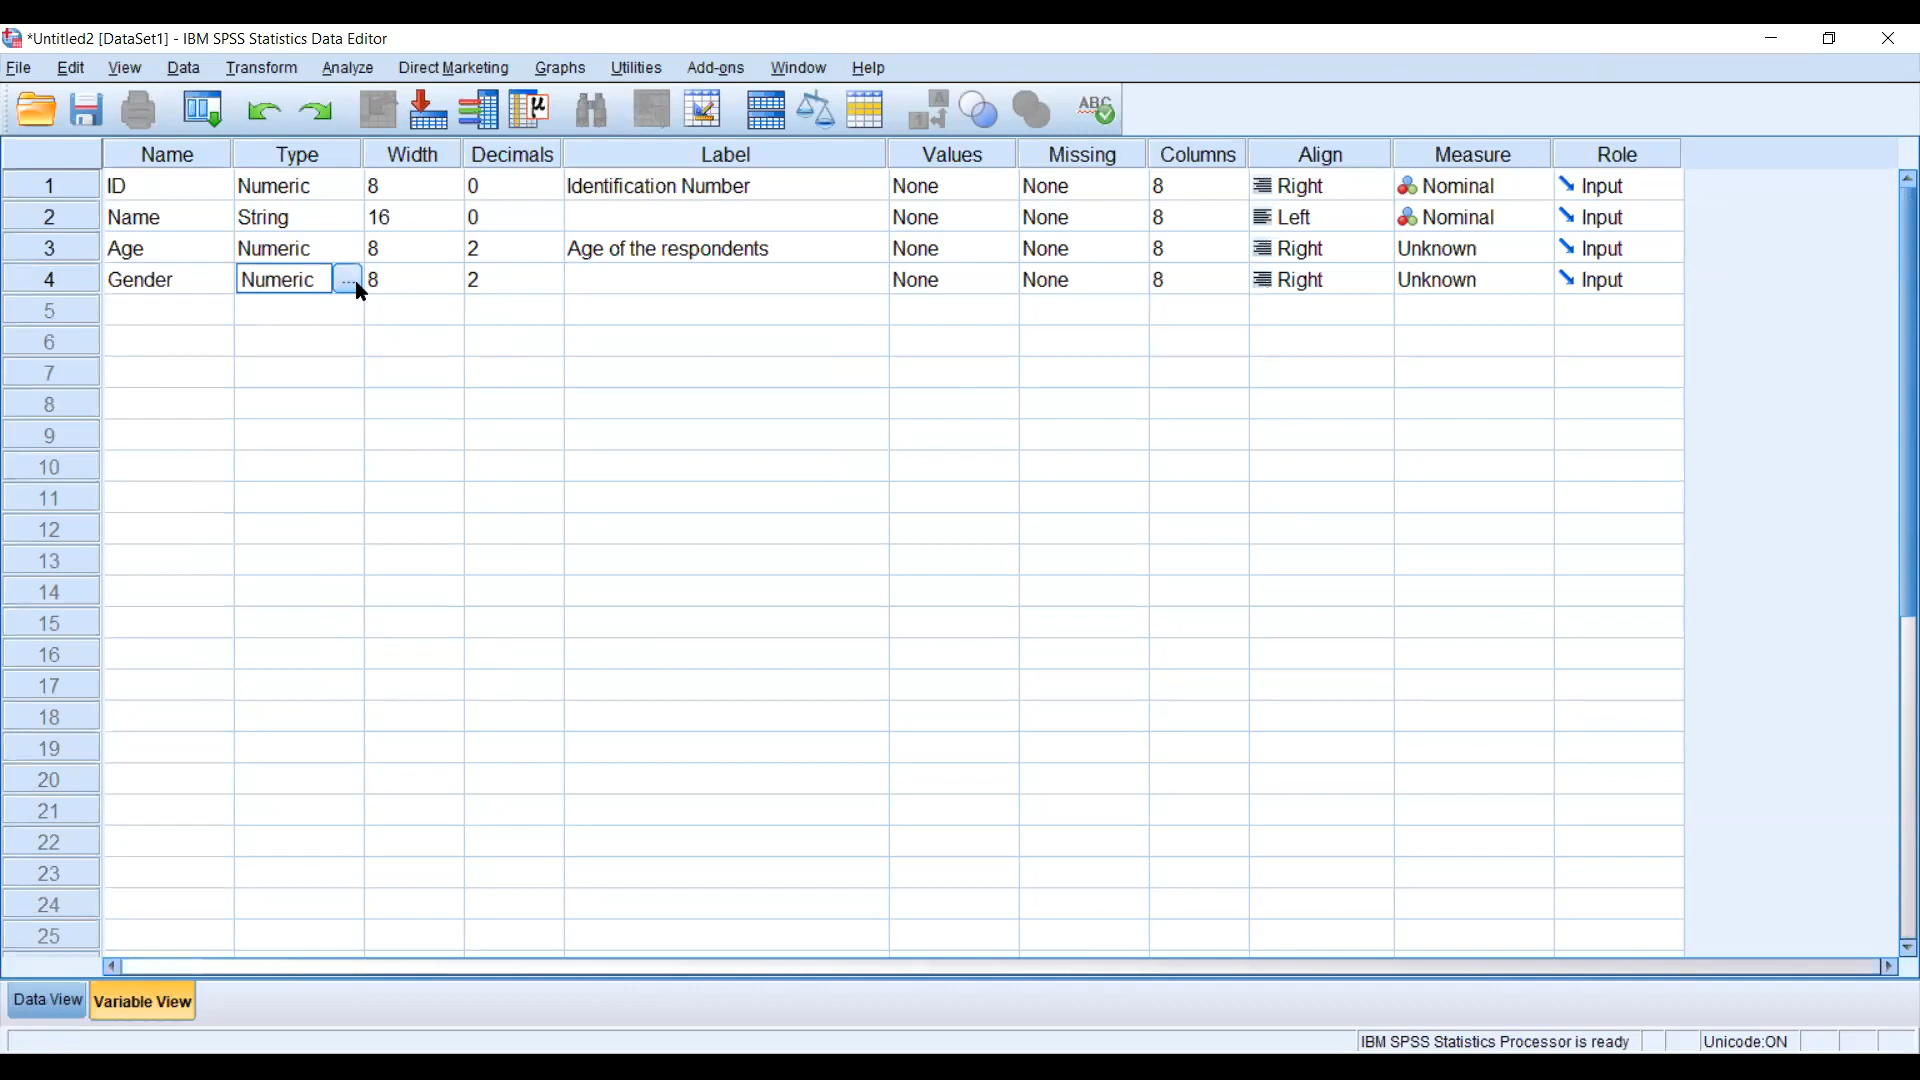 *Untitled2 [DataSet1] - IBM SPSS Statistics Data Editor
File Edit View Data Transform Analyze Direct Marketing Graphs Utilities Add-ons Window Help
A
1
μ
ABC
Name Type Width Decimals Label Values Missing Columns Align Measure Role
1 ID Numeric 8 0 Identification Number None None 8 Right Nominal Input
2 Name String 16 0 None None 8 Left Nominal Input
3 Age Numeric 8 2 Age of the respondents None None 8 Right Unknown Input
4 Gender Numeric ... 8 2 None None 8 Right Unknown Input
5
6
7
8
9
10
11
12
13
14
15
16
17
18
19
20
21
22
23
24
25
Data View Variable View
IBM SPSS Statistics Processor is ready Unicode:ON